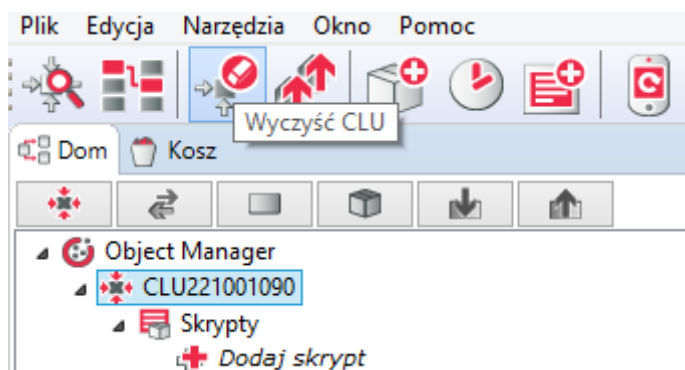 Plik Edycja Narzędzia Okno Pomoc
Wyczyść CLU
Dom Kosz
Object Manager
CLU221001090
Skrypty
Dodaj skrypt